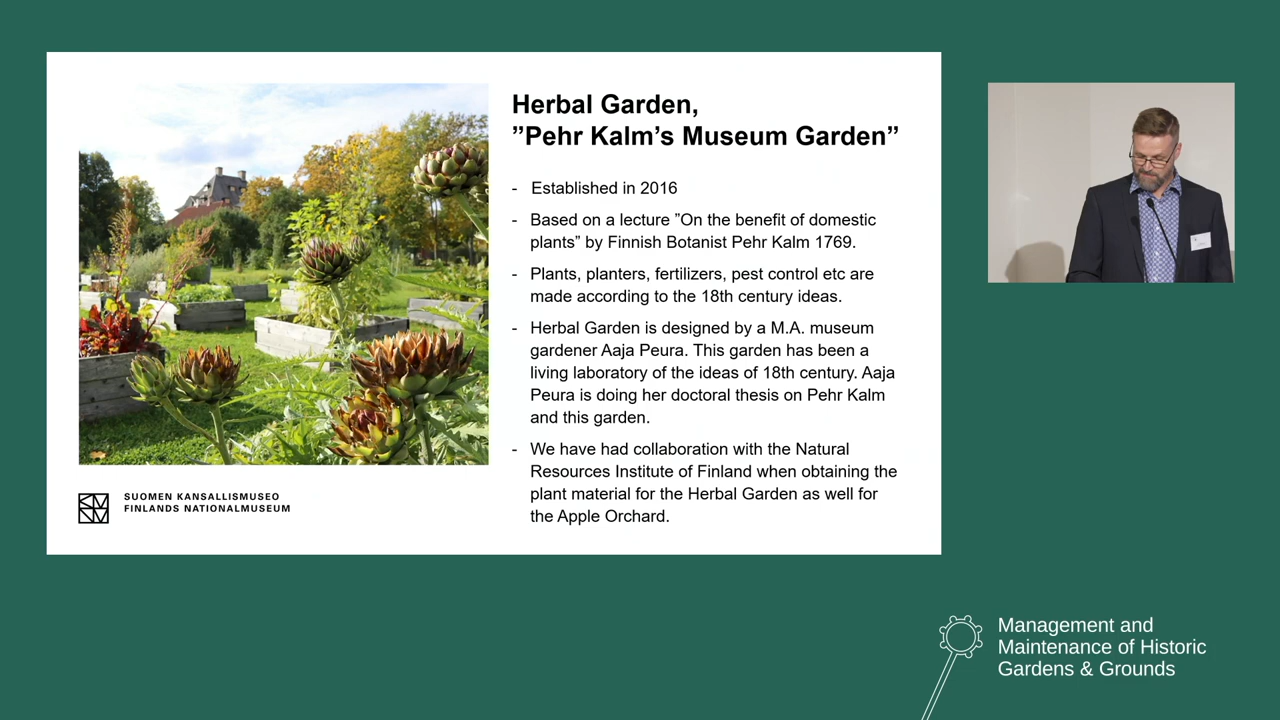 Herbal Garden,
”Pehr Kalm’s Museum Garden”
- Established in 2016
- Based on a lecture ”On the benefit of domestic
plants” by Finnish Botanist Pehr Kalm 1769.
- Plants, planters, fertilizers, pest control etc are
made according to the 18th century ideas.
- Herbal Garden is designed by a M.A. museum
gardener Aaja Peura. This garden has been a
living laboratory of the ideas of 18th century. Aaja
Peura is doing her doctoral thesis on Pehr Kalm
and this garden.
- We have had collaboration with the Natural
Resources Institute of Finland when obtaining the
plant material for the Herbal Garden as well for
the Apple Orchard.
SUOMEN KANSALLISMUSEO
FINLANDS NATIONALMUSEUM
Management and
Maintenance of Historic
Gardens & Grounds